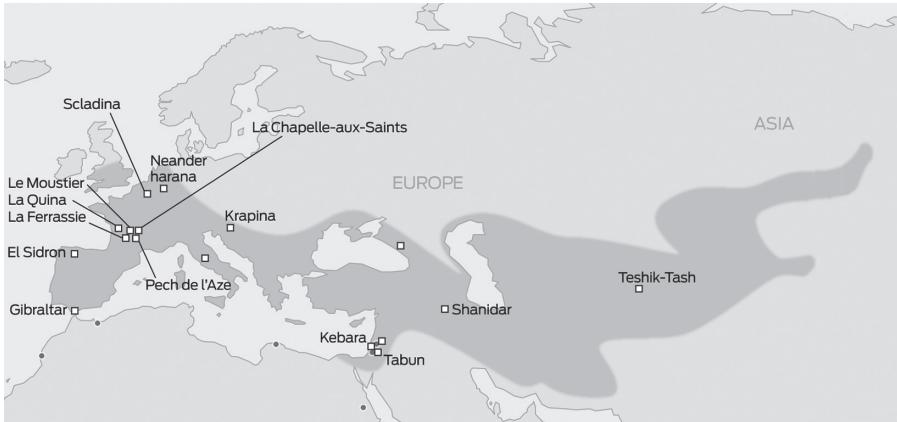 Scladina
La Chapelle-aux-Saints
ASIA
Neander
harana
Le Moustier
La Quina
La Ferrassie
EUROPE
Krapina
El Sidron
Pech de l'Aze
Teshik-Tash
Gibraltar
Shanidar
Kebara
Tabun